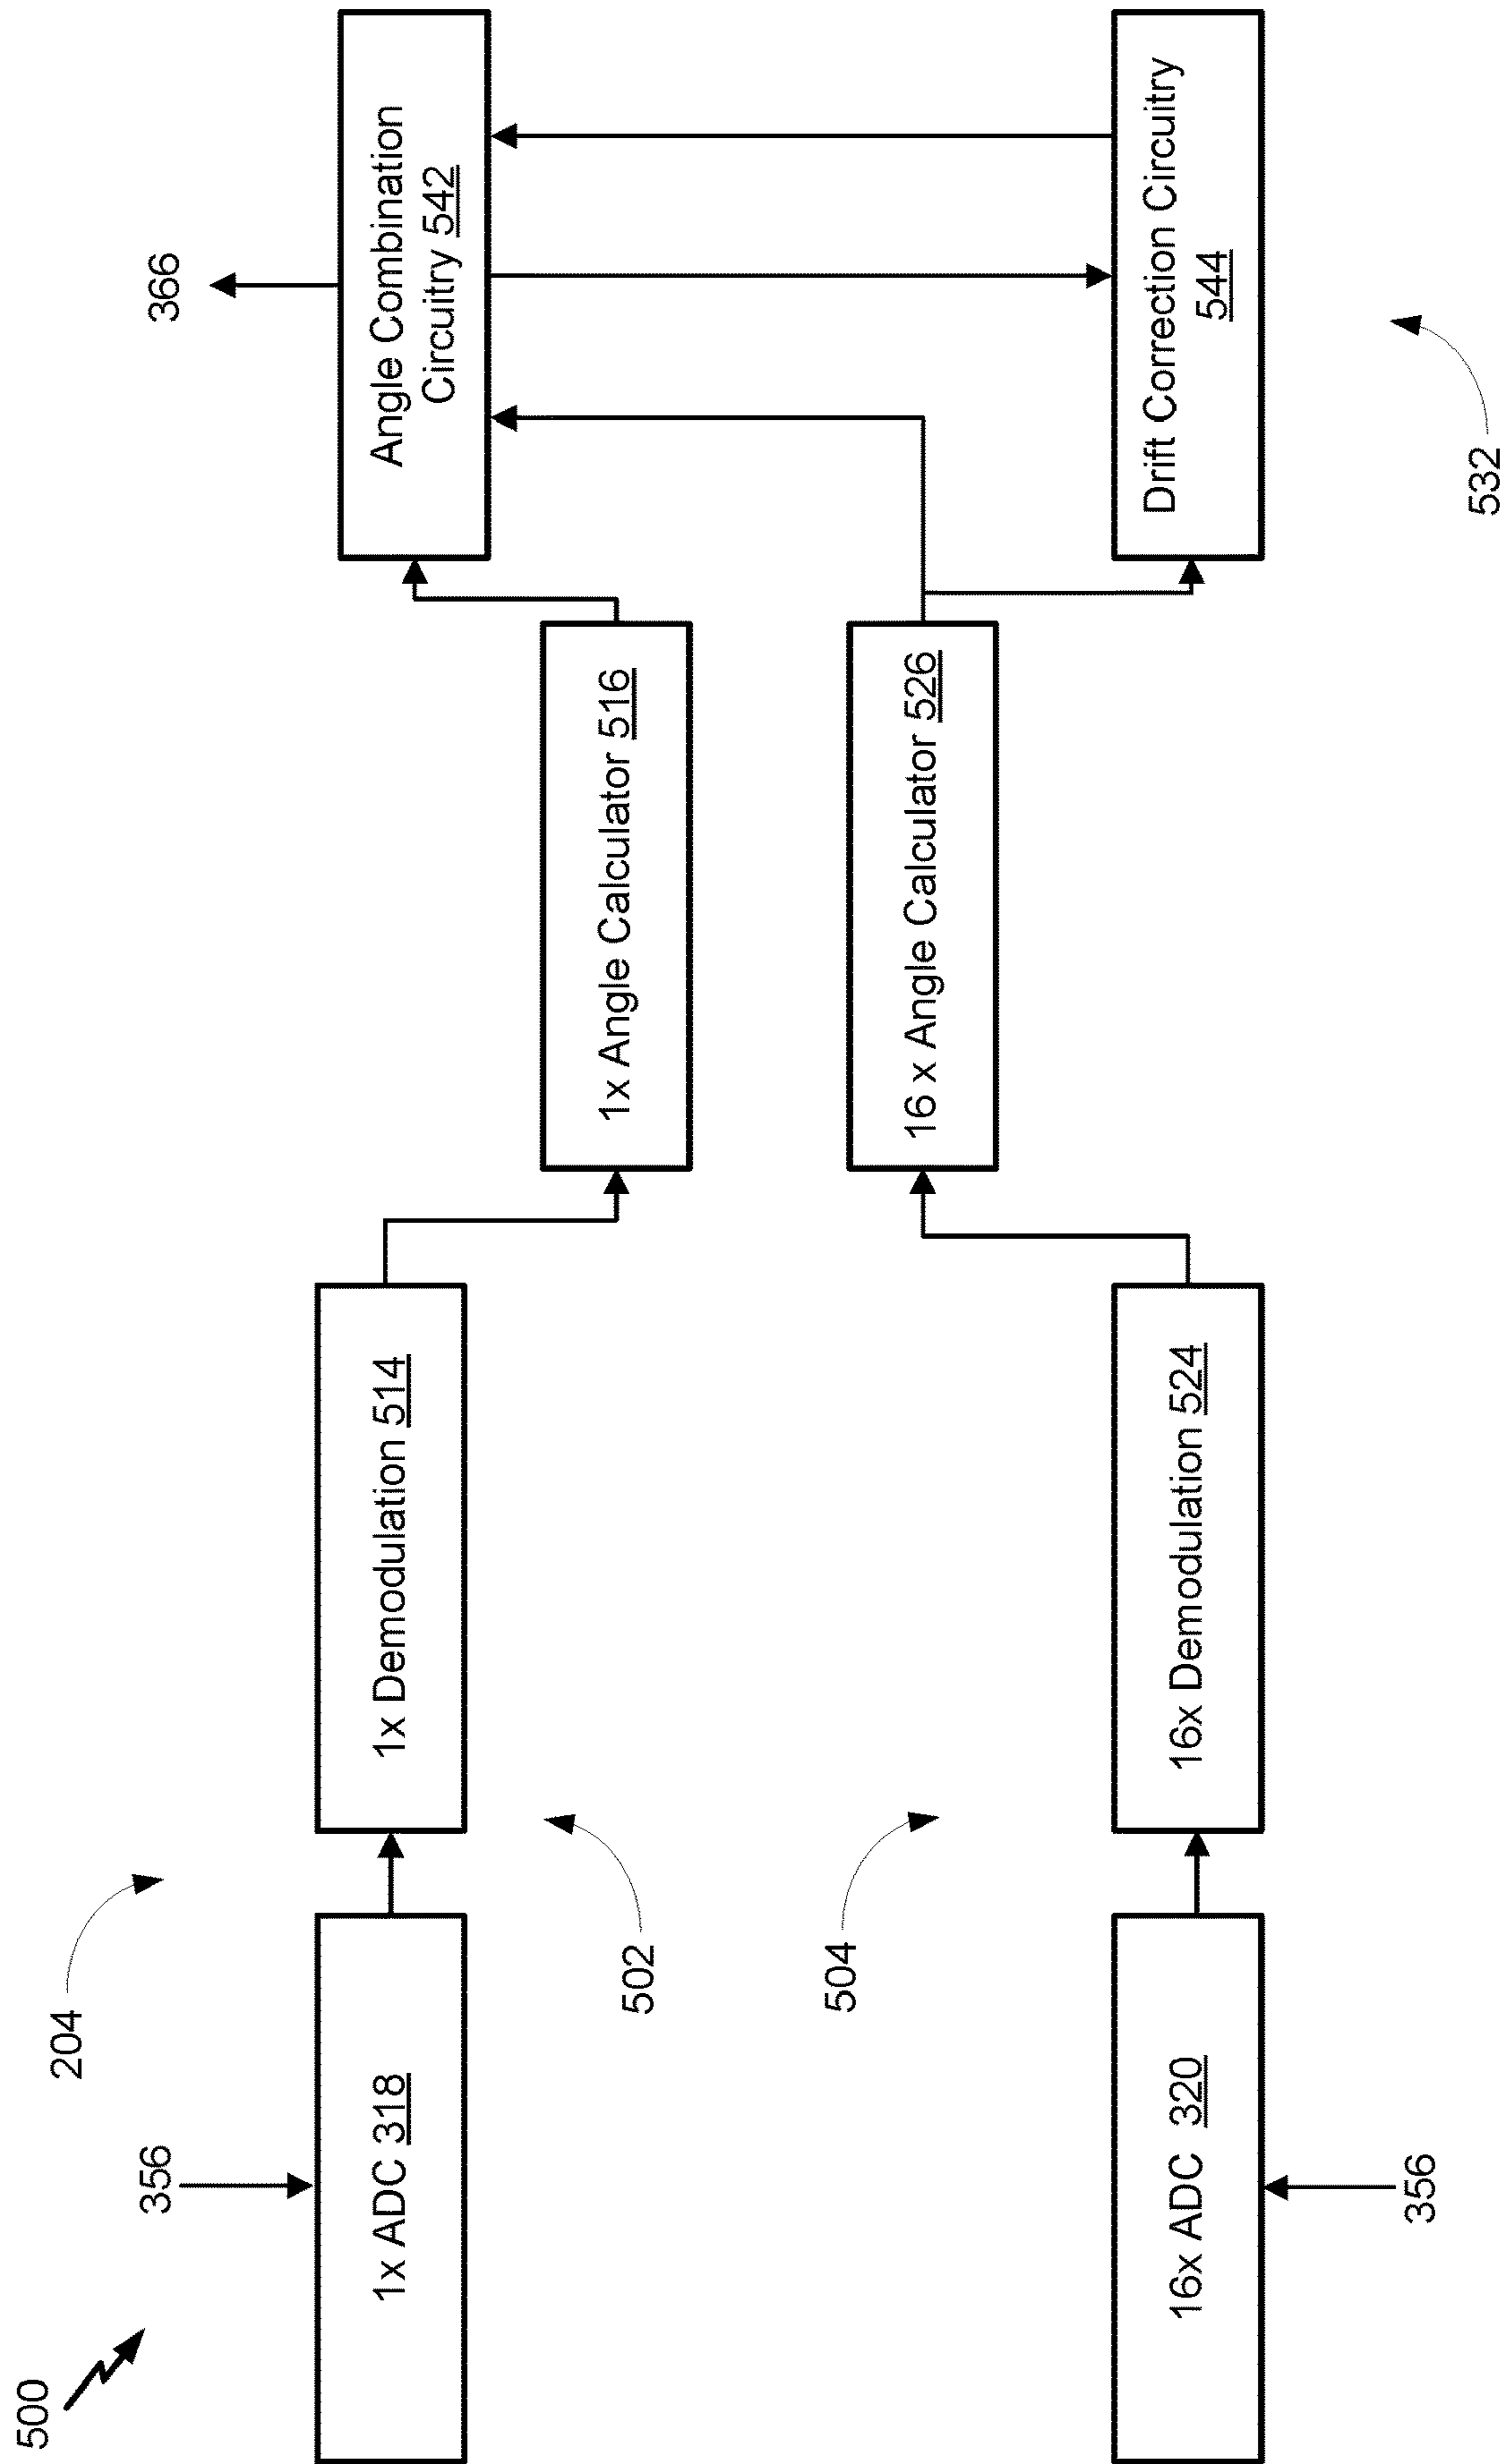 500
204
356
1x ADC 318
1x Demodulation 514
502
1x Angle Calculator 516
Angle Combination
Circuitry 542
366
504
16x ADC 320
356
16x Demodulation 524
16 x Angle Calculator 526
Drift Correction Circuitry
544
532